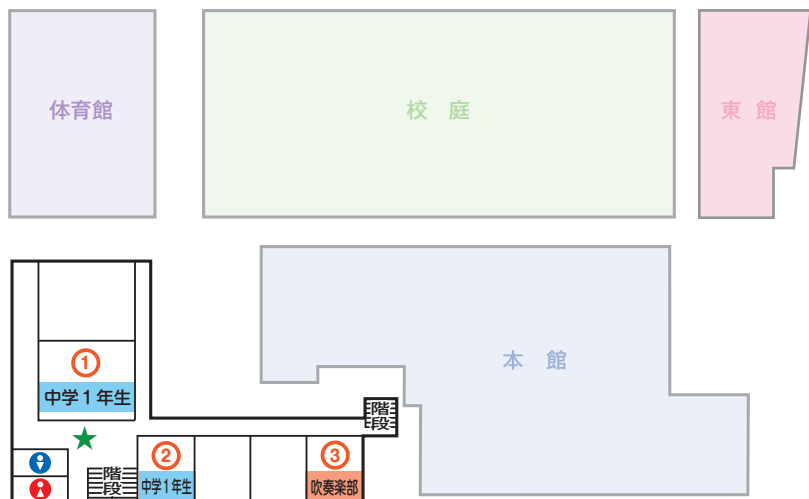 体育館
校 庭
東 館
本 館
①
中学1年生
階段
②
中学1年生
③
吹奏楽部
階段